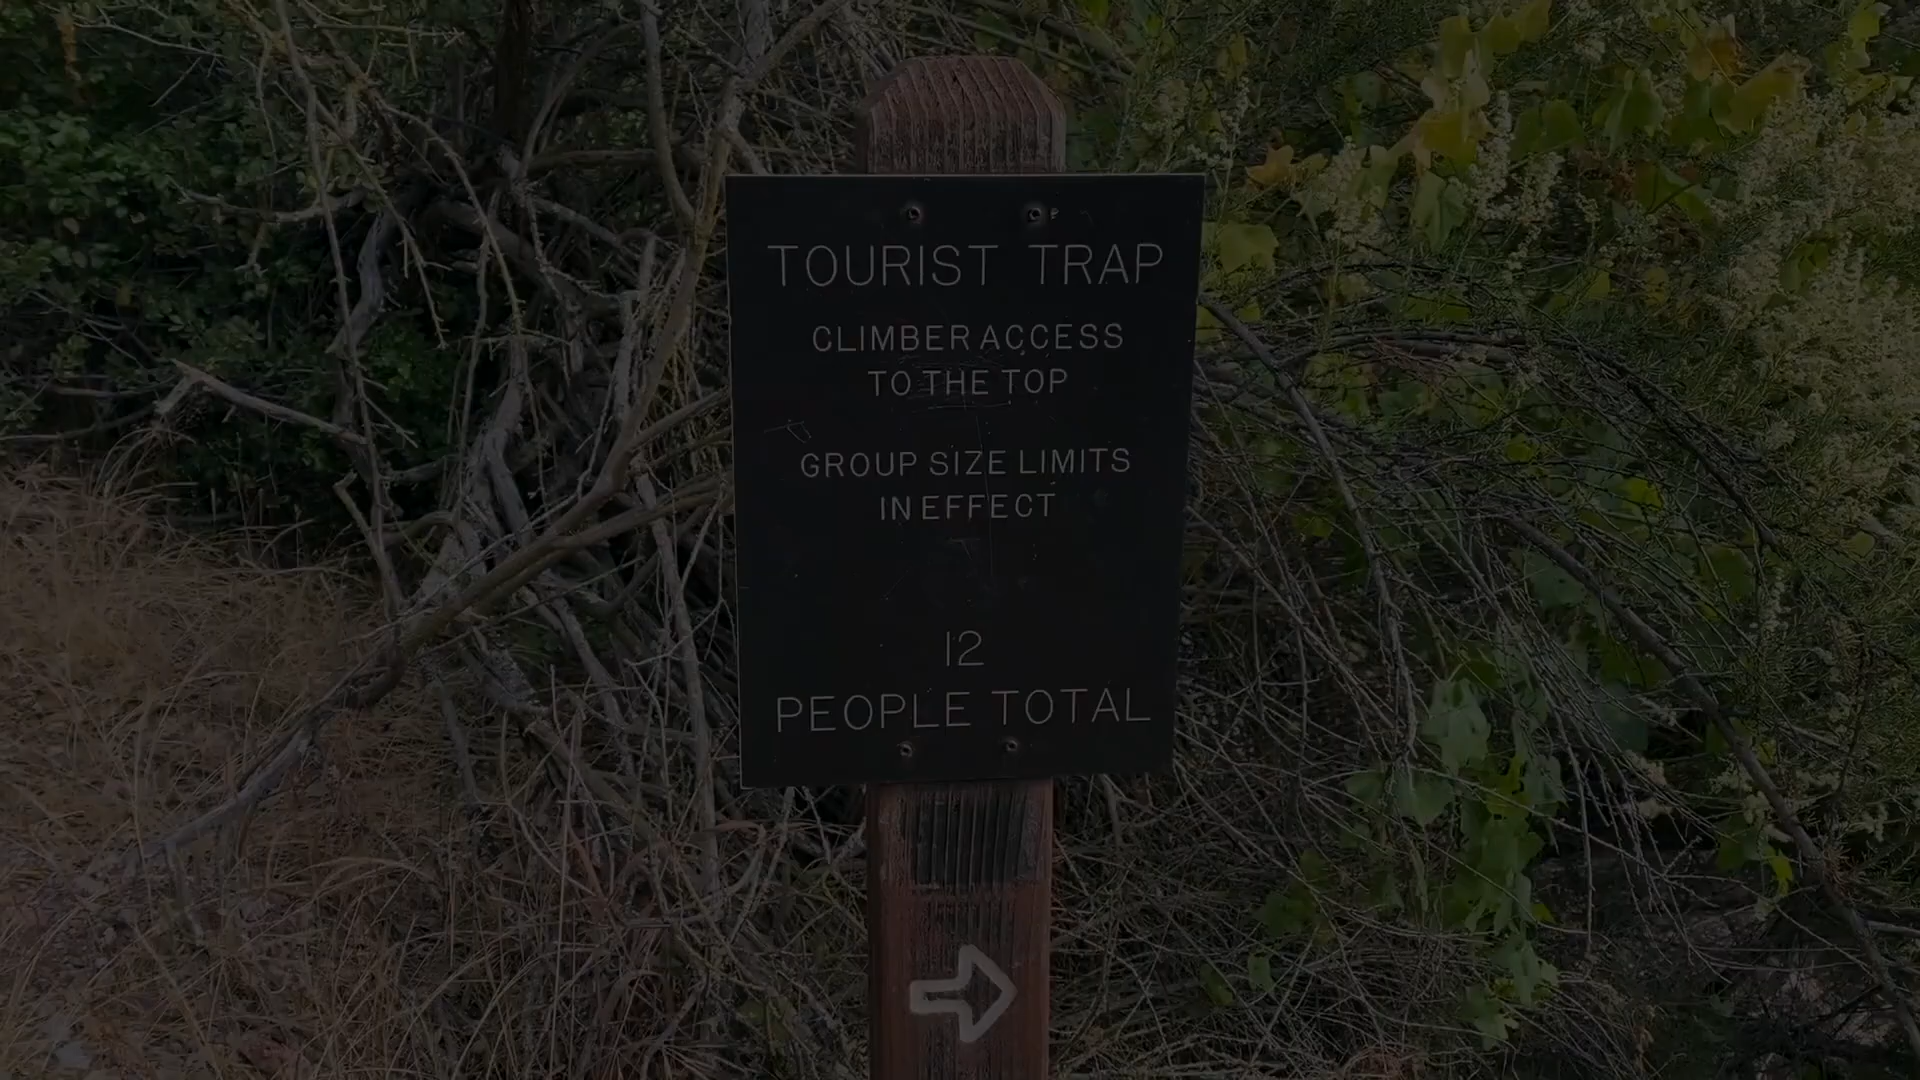 TOURIST TRAP
CLIMBER ACCESS
TO THE TOP
GROUP SIZE LIMITS
IN EFFECT
12
PEOPLE TOTAL